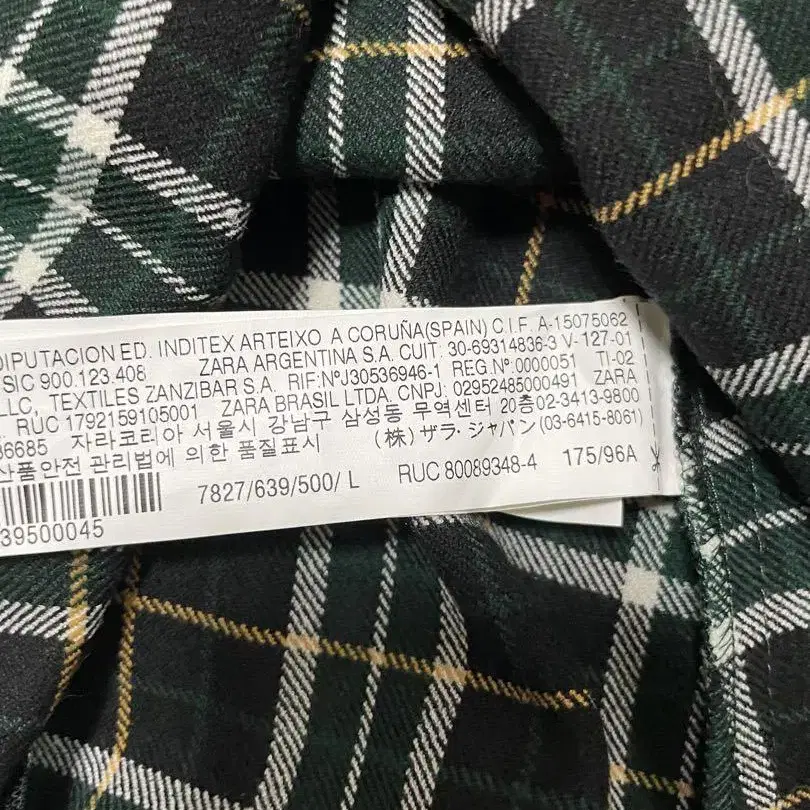 DIPUTACION ED. INDITEX ARTEIXO A CORUÑA(SPAIN) C.I.F. A-15075062
SIC 900.123.408 ZARA ARGENTINA S.A. CUIT: 30-69314836-3 V-127-01
LLC, TEXTILES ZANZIBAR S.A. RIF:NºJ30536946-1 REG.Nº:0000051 TI-02
RUC 1792159105001 ZARA BRASIL LTDA, CNPJ: 02952485000491 ZARA
36685 자라코리아 서울시 강남구 삼성동 무역센터 20층02-3413-9800
산품안전 관리법에 의한 품질표시 (株) ザラ・ジャパン (03-6415-8061)
7827/639/500/ L RUC 80089348-4 175/96A
39500045